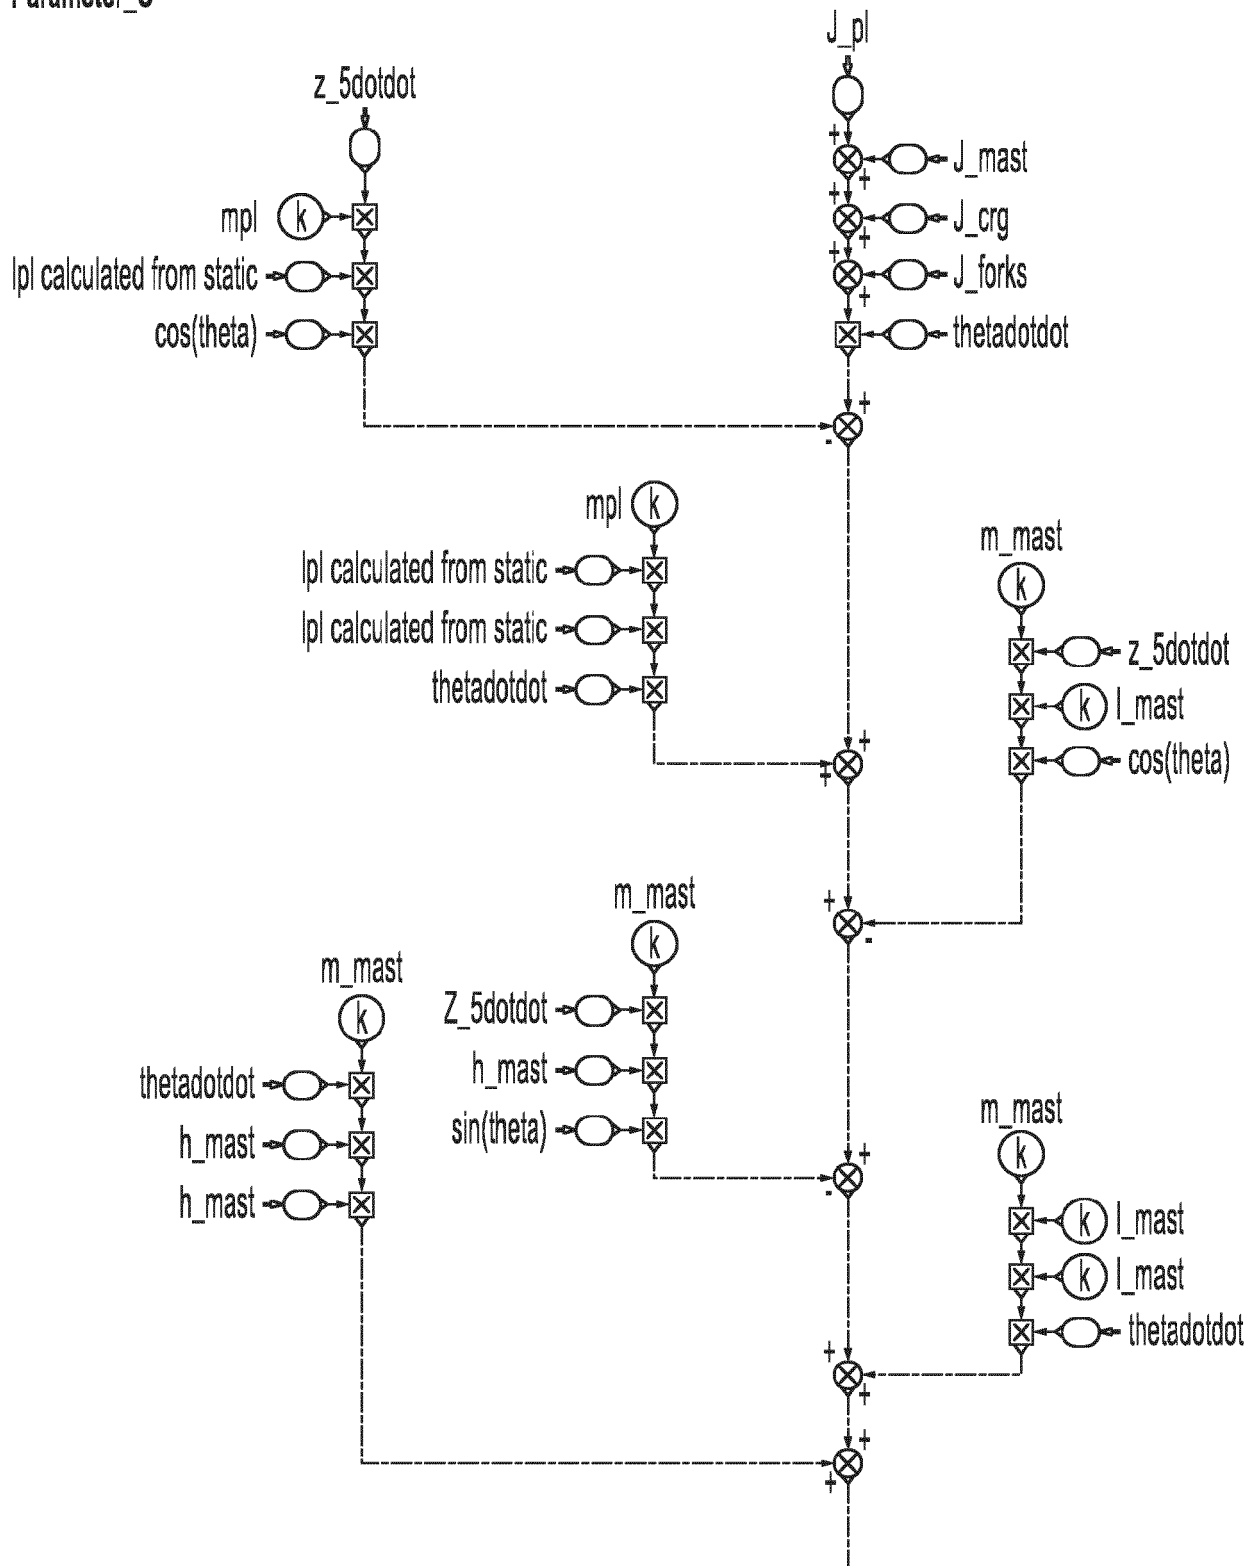 J_pl
z_5dotdot
+
J_mast
+
mpl k
+
J_crg
+
lpl calculated from static
+
J_forks
+
cos(theta)
thetadotdot
+
-
mpl k
m_mast
lpl calculated from static
k
lpl calculated from static
z_5dotdot
thetadotdot
k l_mast
+
cos(theta)
+
m_mast
+
k
-
m_mast
k
Z_5dotdot
thetadotdot
h_mast
h_mast
sin(theta)
m_mast
+
k
h_mast
-
k l_mast
k l_mast
thetadotdot
+
+
+
+